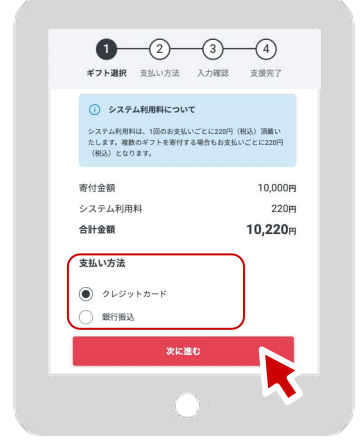 1 2 3 4
ギフト選択 支払い方法 入力確認 支援完了
システム利用料について
システム利用料は、1回のお支払いごとに220円（税込）頂戴い
たします。複数のギフトを寄付する場合もお支払いごとに220円
（税込）となります。
寄付金額 10,000円
システム利用料 220円
合計金額 10,220円
支払い方法
クレジットカード
銀行振込
次に進む